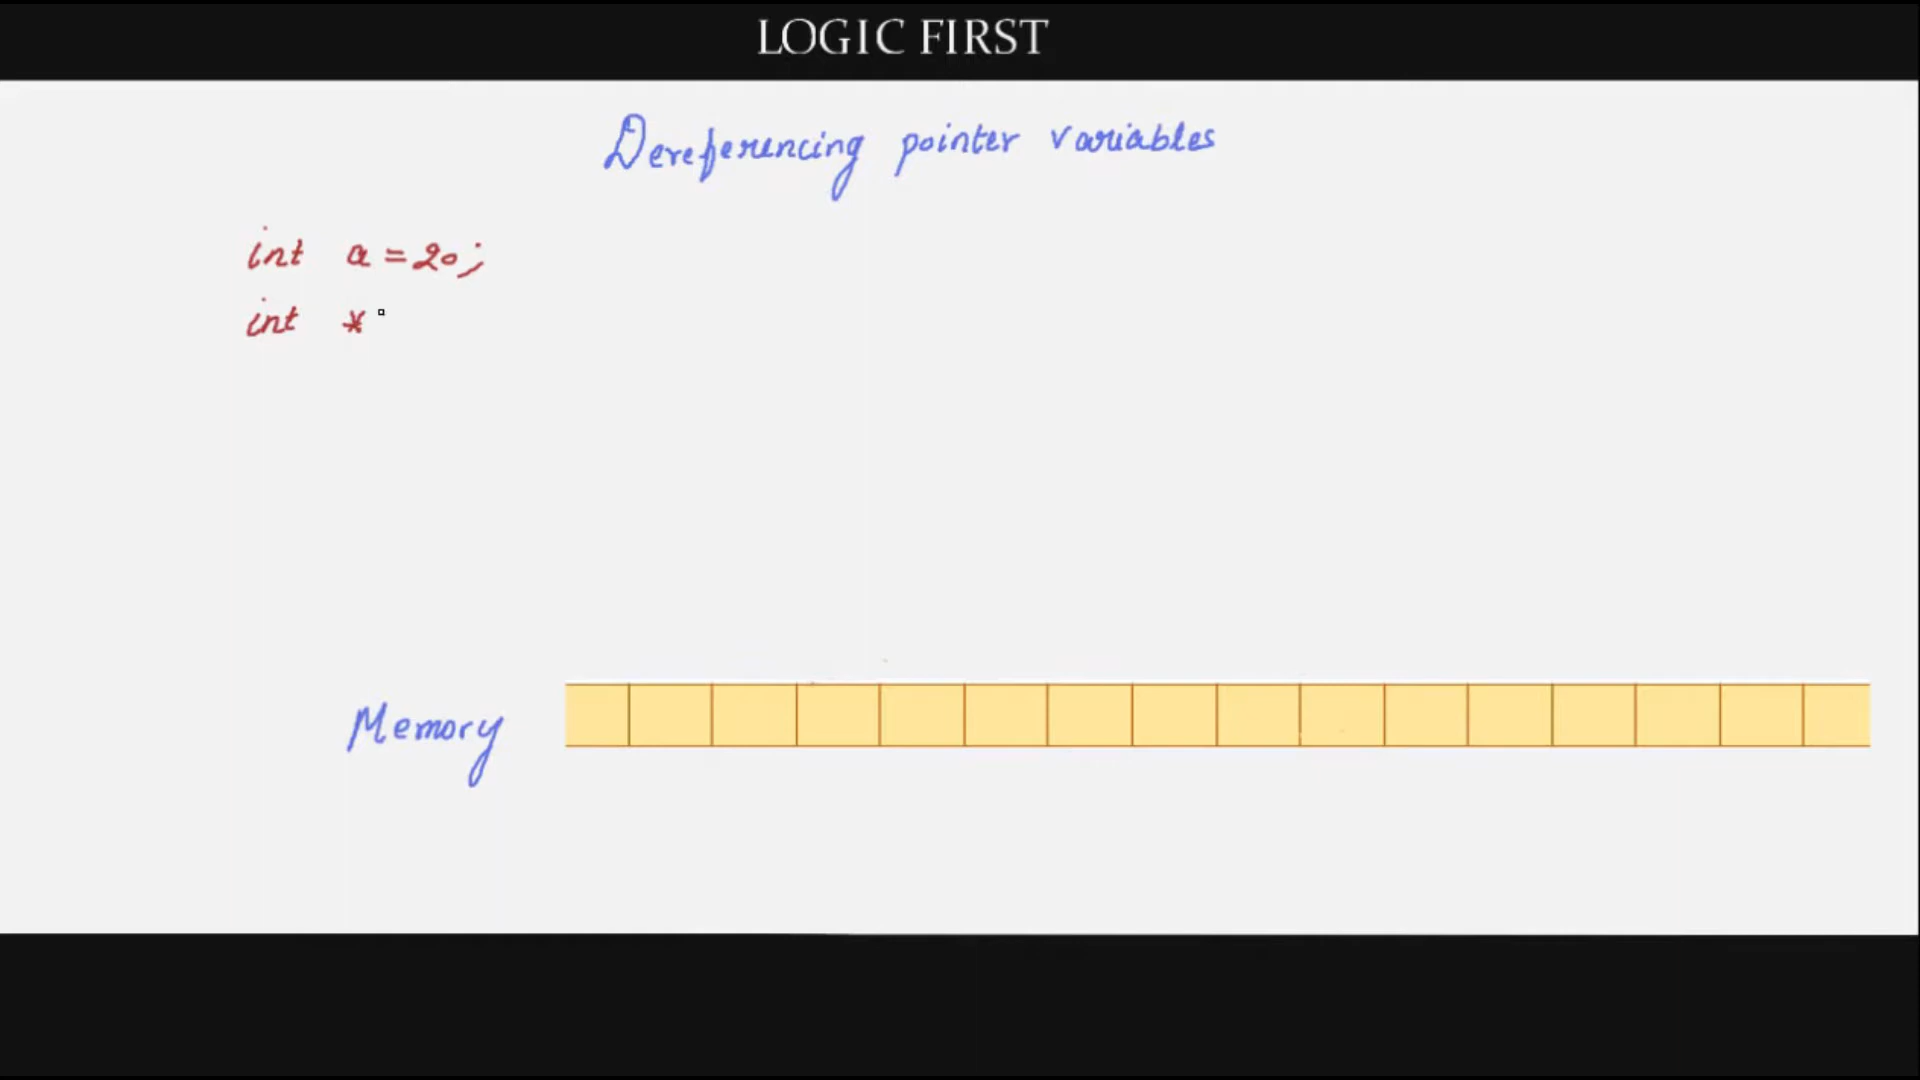 LOGIC FIRST
Dereferencing pointer variables
int a = 20;
int *
Memory